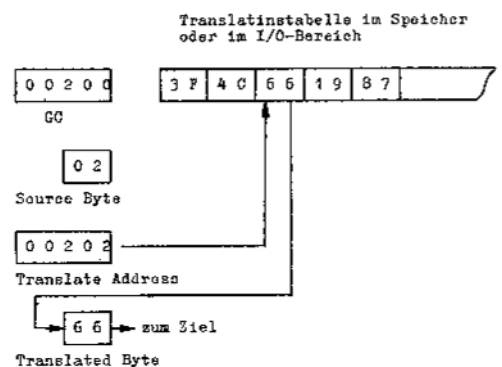 Translatinstabelle im Speicher
oder im I/O-Bereich
0 0 2 0 0
3 F 4 C 6 6 1 9 8 7
GC
0 2
Source Byte
0 0 2 0 2
Translate Address
6 6 zum Ziel
Translated Byte